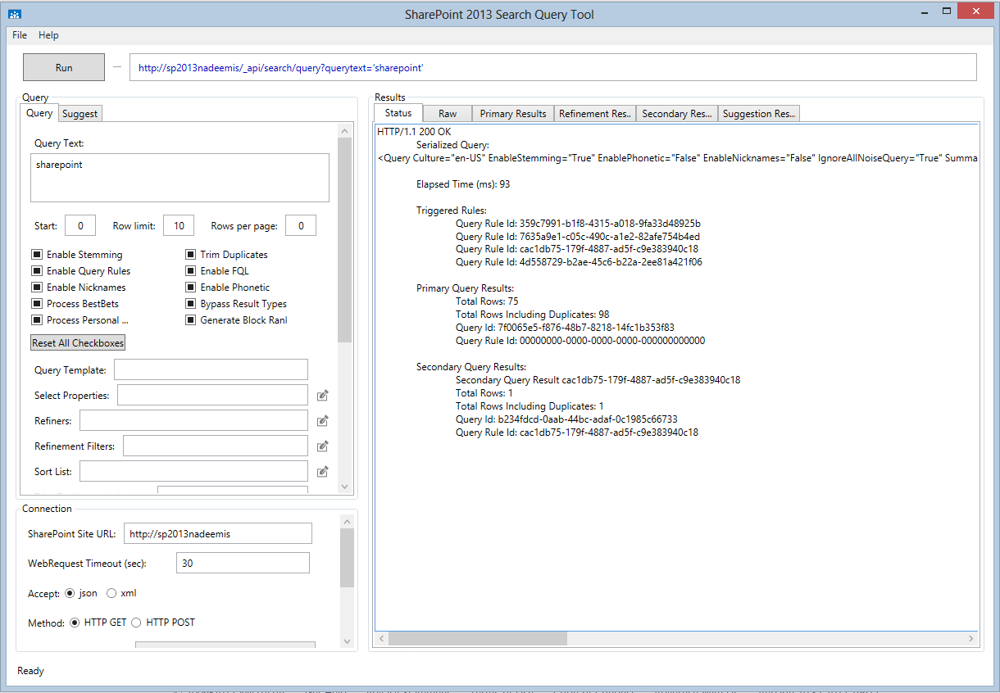 SharePoint 2013 Search Query Tool
File Help
Run
http://sp2013nadeemis/_api/search/query?querytext='sharepoint'
Query
Query Suggest
Query Text:
sharepoint
Start: 0 Row limit: 10 Rows per page: 0
Enable Stemming Trim Duplicates
Enable Query Rules Enable FQL
Enable Nicknames Enable Phonetic
Process BestBets Bypass Result Types
Process Personal ... Generate Block Ranl
Reset All Checkboxes
Query Template:
Select Properties:
Refiners:
Refinement Filters:
Sort List:
Connection
SharePoint Site URL: http://sp2013nadeemis
WebRequest Timeout (sec): 30
Accept: json xml
Method: HTTP GET HTTP POST
Results
Status Raw Primary Results Refinement Res.. Secondary Res... Suggestion Res...
HTTP/1.1 200 OK
Serialized Query:
<Query Culture="en-US" EnableStemming="True" EnablePhonetic="False" EnableNicknames="False" IgnoreAllNoiseQuery="True" Summa
Elapsed Time (ms): 93
Triggered Rules:
Query Rule Id: 359c7991-b1f8-4315-a018-9fa33d48925b
Query Rule Id: 7635a9e1-c05c-490c-a1e2-82afe754b4ed
Query Rule Id: cac1db75-179f-4887-ad5f-c9e383940c18
Query Rule Id: 4d558729-b2ae-45c6-b22a-2ee81a421f06
Primary Query Results:
Total Rows: 75
Total Rows Including Duplicates: 98
Query Id: 7f0065e5-f876-48b7-8218-14fc1b353f83
Query Rule Id: 00000000-0000-0000-0000-000000000000
Secondary Query Results:
Secondary Query Result cac1db75-179f-4887-ad5f-c9e383940c18
Total Rows: 1
Total Rows Including Duplicates: 1
Query Id: b234fdcd-0aab-44bc-adaf-0c1985c66733
Query Rule Id: cac1db75-179f-4887-ad5f-c9e383940c18
Ready